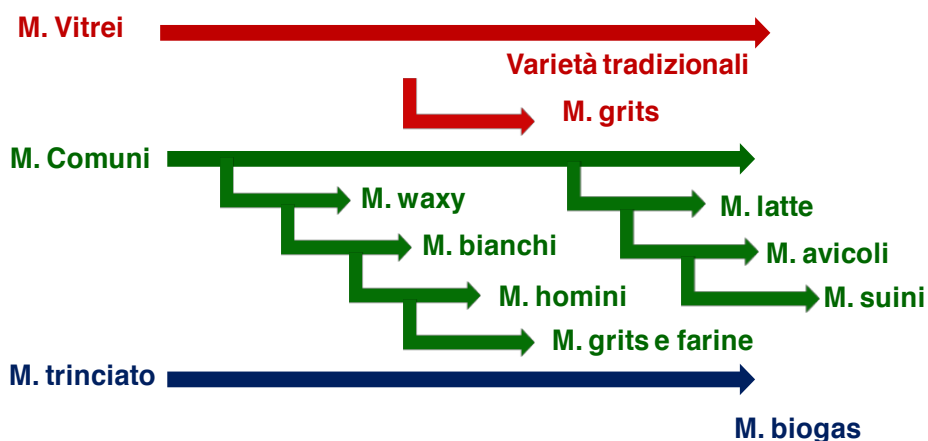 M. Vitrei
Varietà tradizionali
M. grits
M. Comuni
M. waxy
M. latte
M. bianchi
M. avicoli
M. homini
M. suini
M. grits e farine
M. trinciato
M. biogas